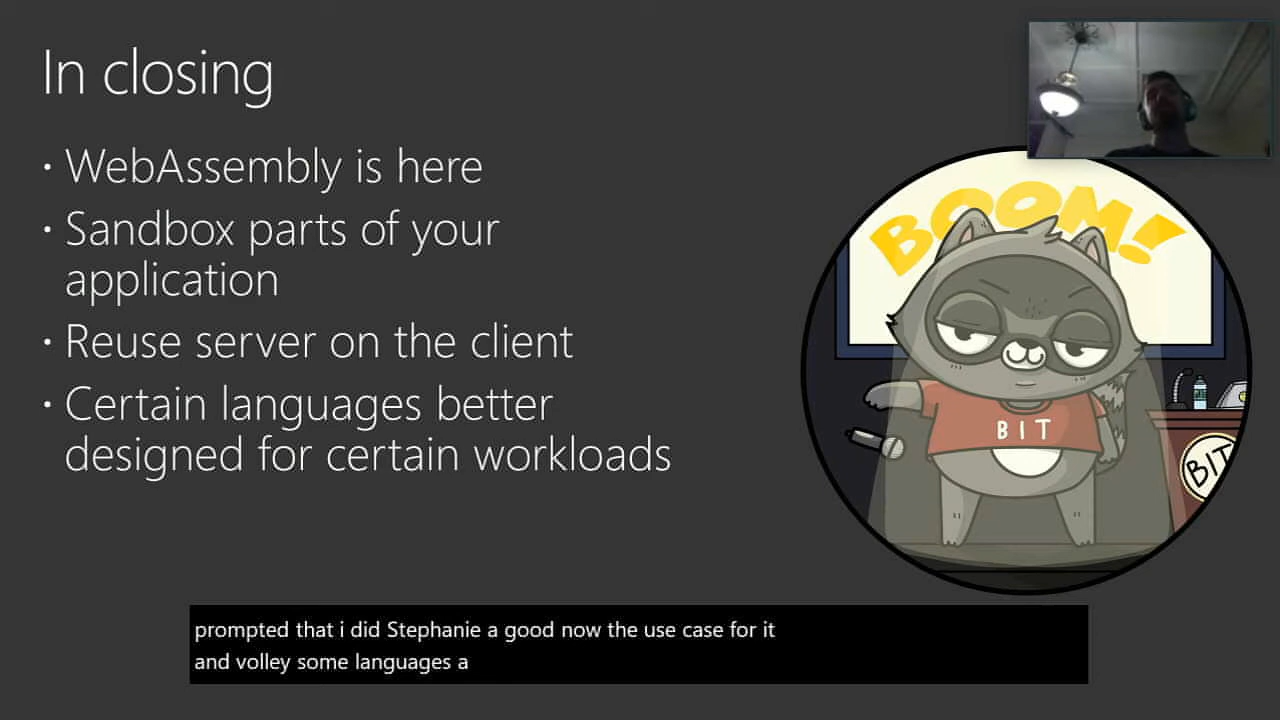 In closing
• WebAssembly is here
• Sandbox parts of your
application
• Reuse server on the client
• Certain languages better
designed for certain workloads
BOOM!
BIT
BIT
prompted that i did Stephanie a good now the use case for it
and volley some languages a